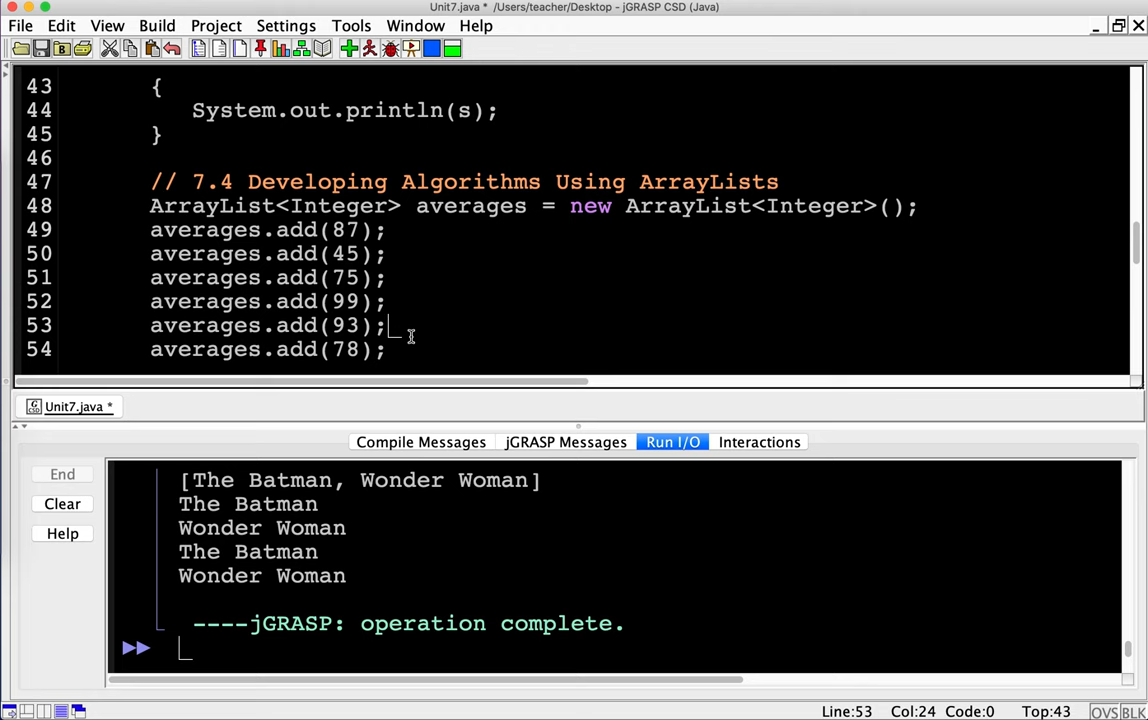 Unit7.java * /Users/teacher/Desktop - jGRASP CSD (Java)
File Edit View Build Project Settings Tools Window Help
43 {
44 System.out.println(s);
45 }
46
47 // 7.4 Developing Algorithms Using ArrayLists
48 ArrayList<Integer> averages = new ArrayList<Integer>();
49 averages.add(87);
50 averages.add(45);
51 averages.add(75);
52 averages.add(99);
53 averages.add(93);
54 averages.add(78);
Unit7.java *
Compile Messages jGRASP Messages Run I/O Interactions
End
Clear
Help
[The Batman, Wonder Woman]
The Batman
Wonder Woman
The Batman
Wonder Woman
----jGRASP: operation complete.
Line:53 Col:24 Code:0 Top:43 OVS BLK